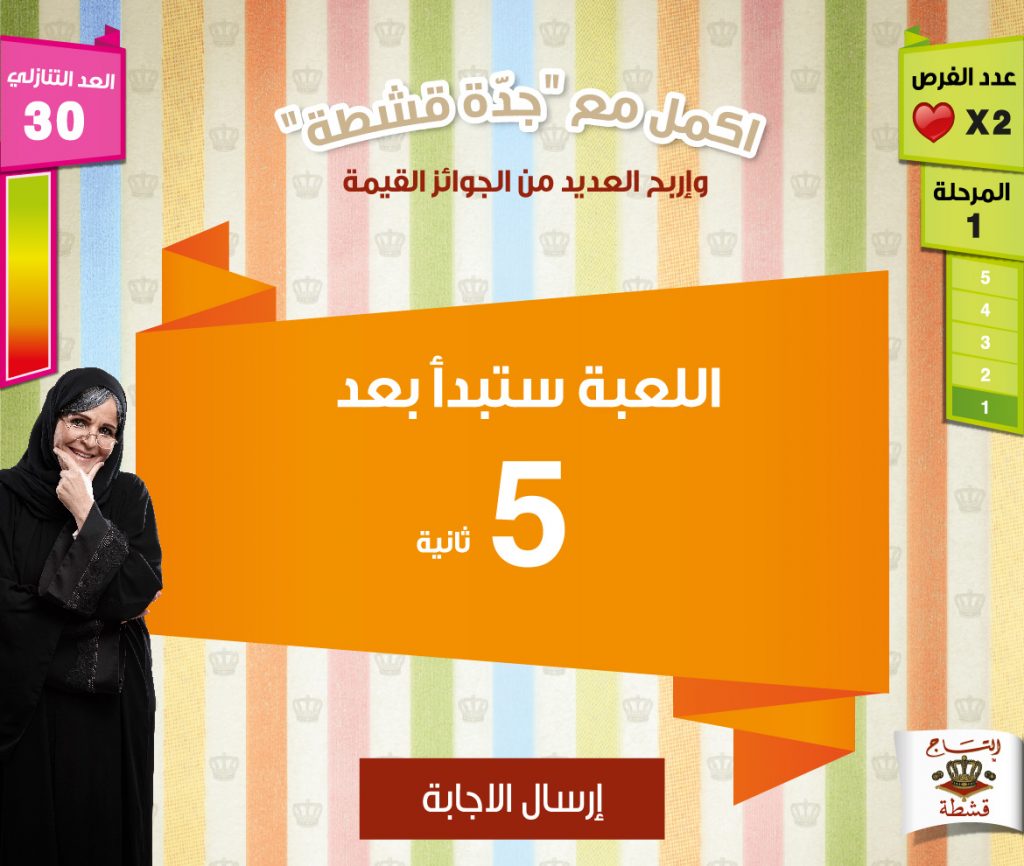 العد التنازلي
30
اكمل مع "جدّة قشطة"
وإربح العديد من الجوائز القيمة
عدد الفرص
X2
المرحلة
1
5
4
3
2
1
اللعبة ستبدأ بعد
5 ثانية
إرسال الاجابة
التاج
قشطة